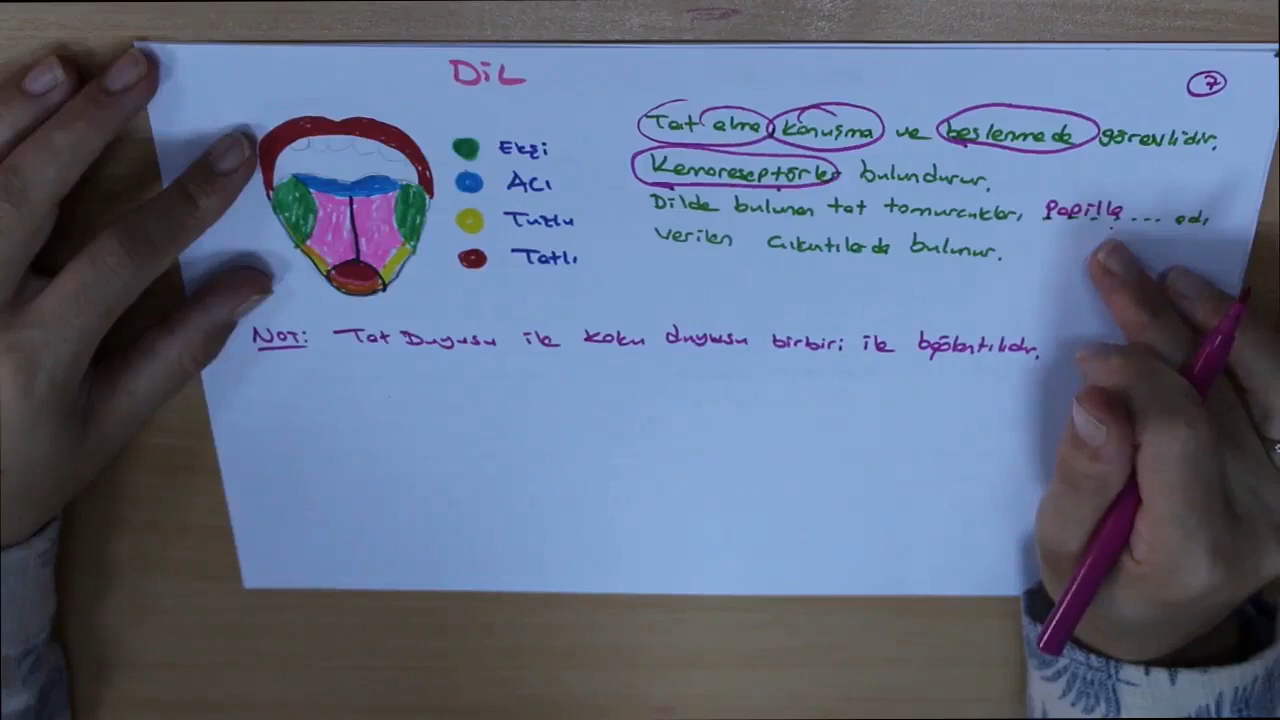 DİL
7
Ekşi
Acı
Tuzlu
Tatlı
Tat alma konuşma ve beslenmede görevlidir.
Kemoreseptörler bulundurur.
Dilde bulunan tat tomurcukları, papilla... adı
verilen çıkıntılarda bulunur.
NOT: Tat Duyusu ile koku duyusu birbiri ile bağlantılıdır.